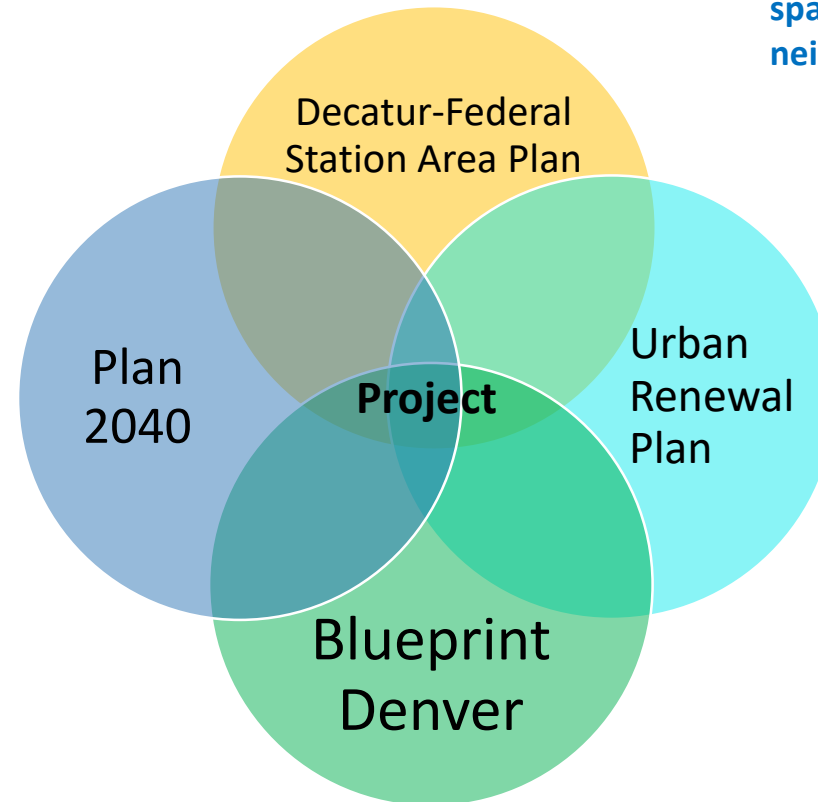 Decatur-Federal
Station Area Plan
Plan
2040
Project
Urban
Renewal
Plan
Blueprint
Denver